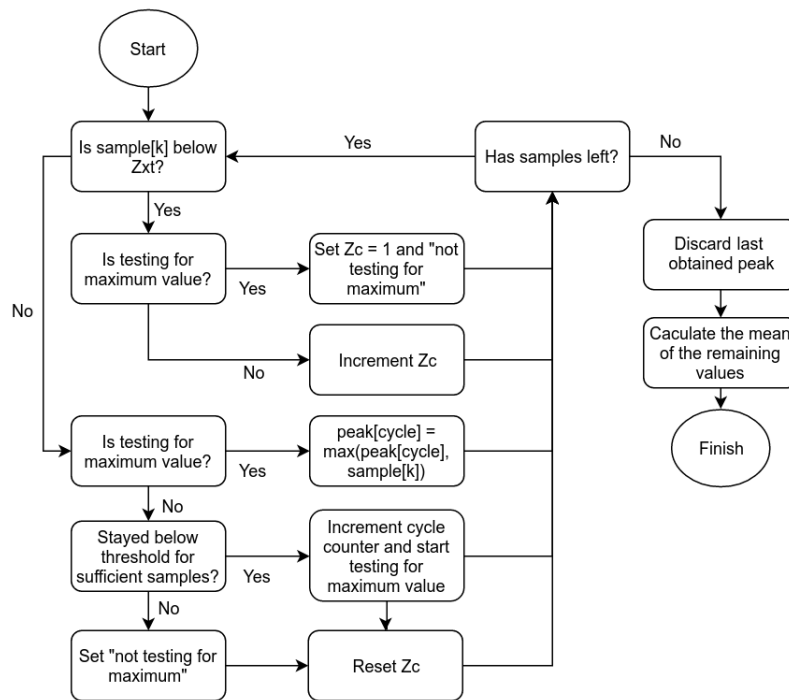 Start
Is sample[k] below
Zxt?
Yes
Has samples left?
No
Yes
Is testing for
maximum value?
Yes
Set Zc = 1 and "not
testing for
maximum"
Discard last
obtained peak
No
No
Increment Zc
Caculate the mean
of the remaining
values
Is testing for
maximum value?
Yes
peak[cycle] =
max(peak[cycle],
sample[k])
Finish
No
Stayed below
threshold for
sufficient samples?
Yes
Increment cycle
counter and start
testing for
maximum value
No
Set "not testing for
maximum"
Reset Zc